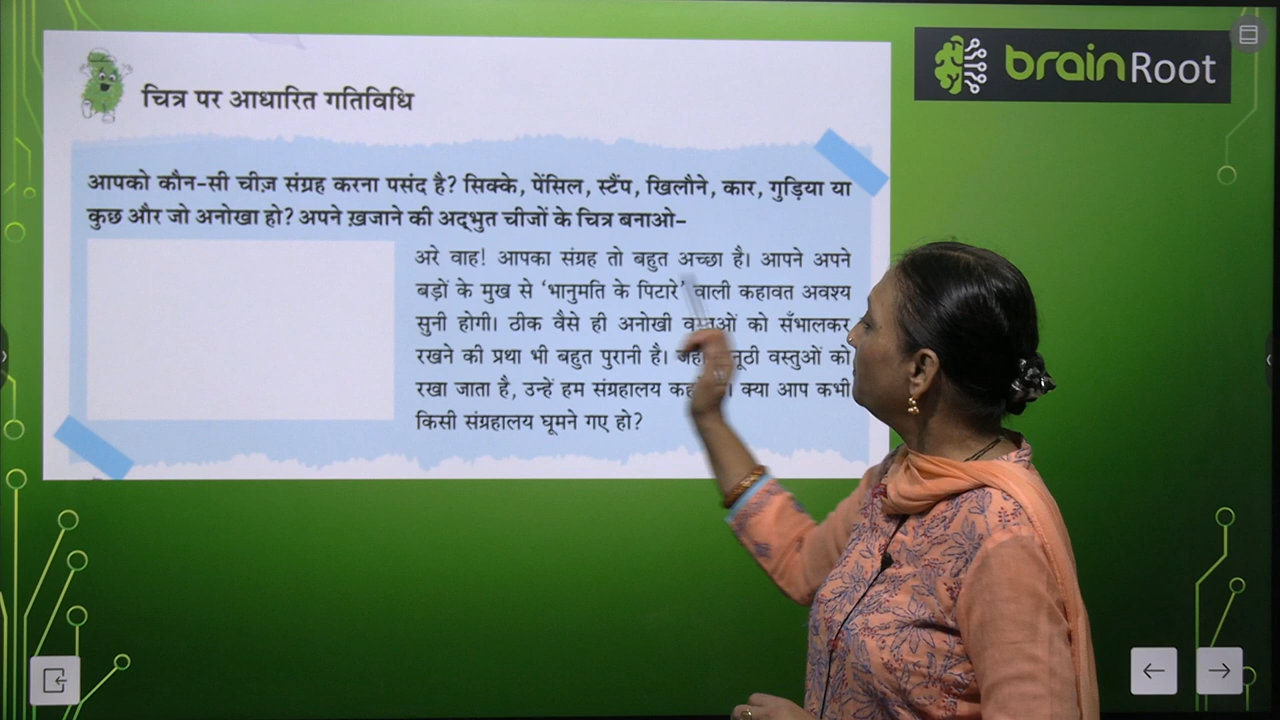 brainRoot
चित्र पर आधारित गतिविधि
आपको कौन-सी चीज़ संग्रह करना पसंद है? सिक्के, पेंसिल, स्टैंप, खिलौने, कार, गुड़िया या
कुछ और जो अनोखा हो? अपने ख़जाने की अद्भुत चीजों के चित्र बनाओ–
अरे वाह! आपका संग्रह तो बहुत अच्छा है। आपने अपने
बड़ों के मुख से ‘भानुमति के पिटारे’ वाली कहावत अवश्य
सुनी होगी। ठीक वैसे ही अनोखी को सँभालकर
रखने की प्रथा भी बहुत पुरानी है। वस्तुओं को
रखा जाता है, उन्हें हम संग्रहालय क्या आप कभी
किसी संग्रहालय घूमने गए हो?